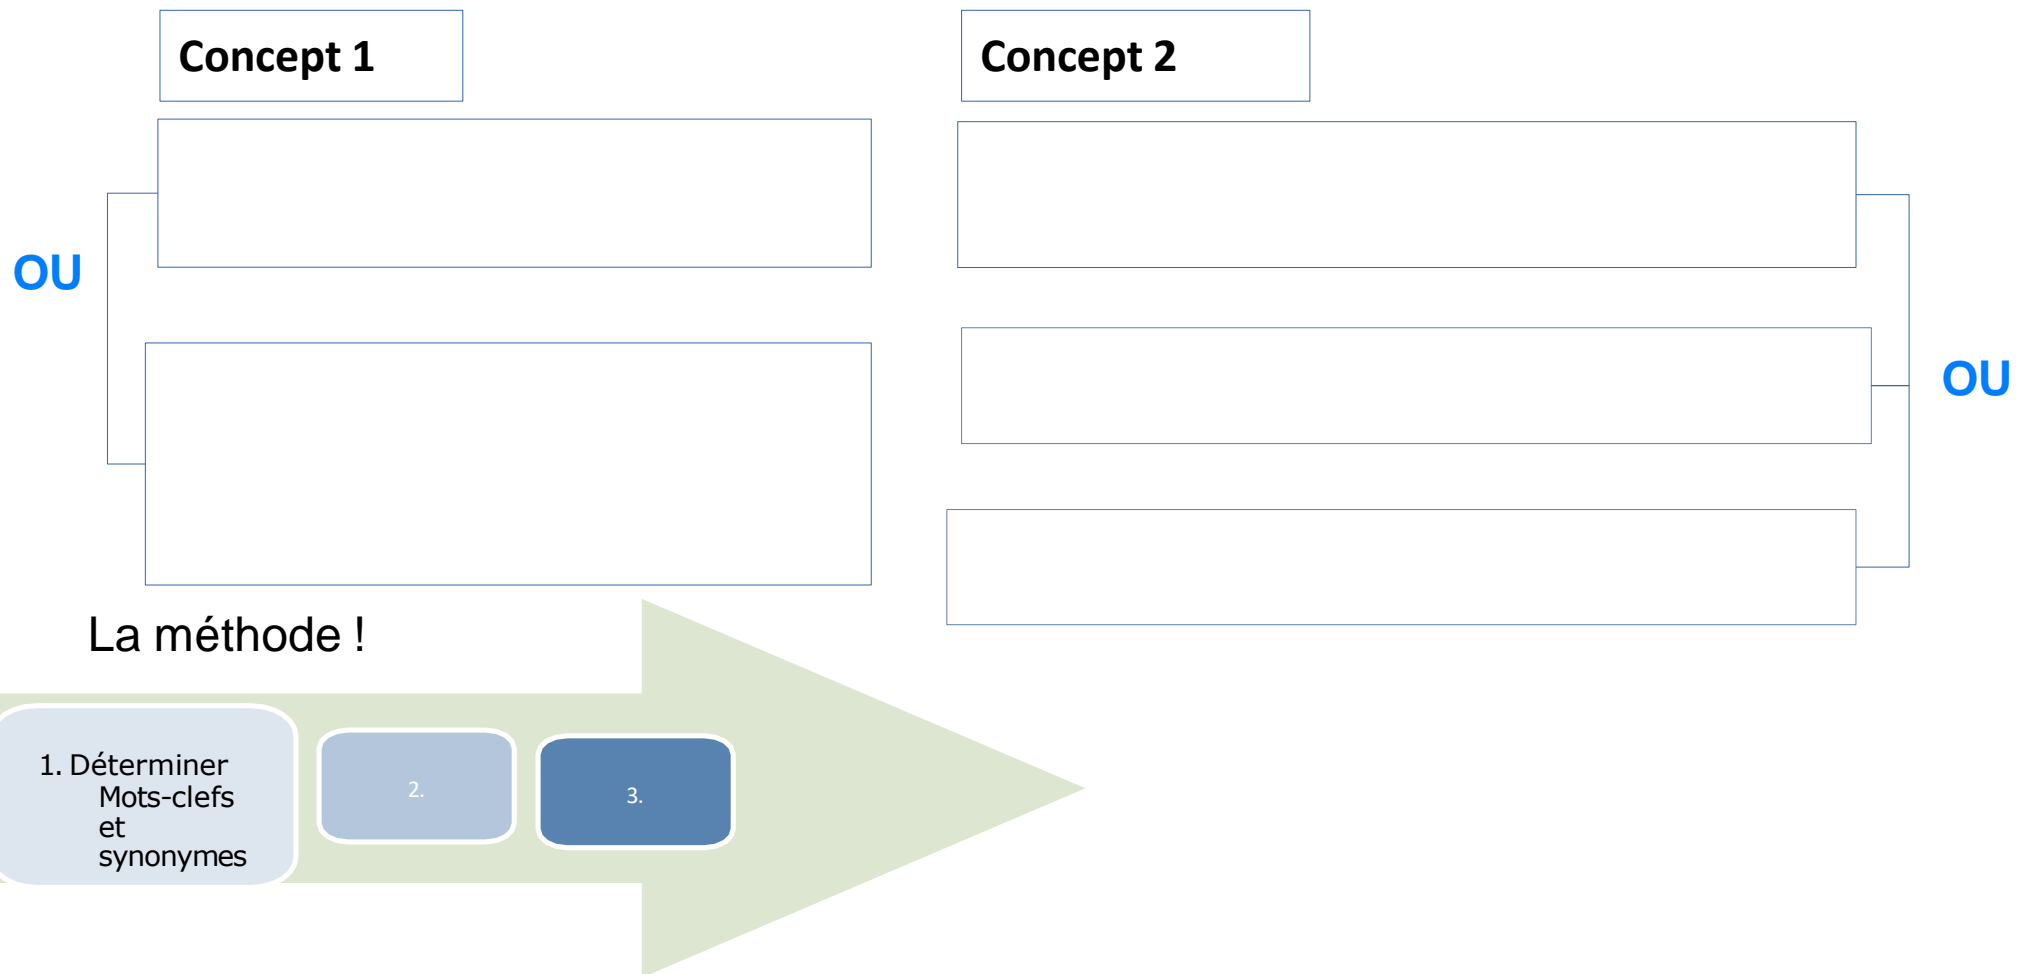 Concept 1
Concept 2
OU
OU
La méthode !
1. Déterminer
Mots-clefs
et
synonymes
2.
3.